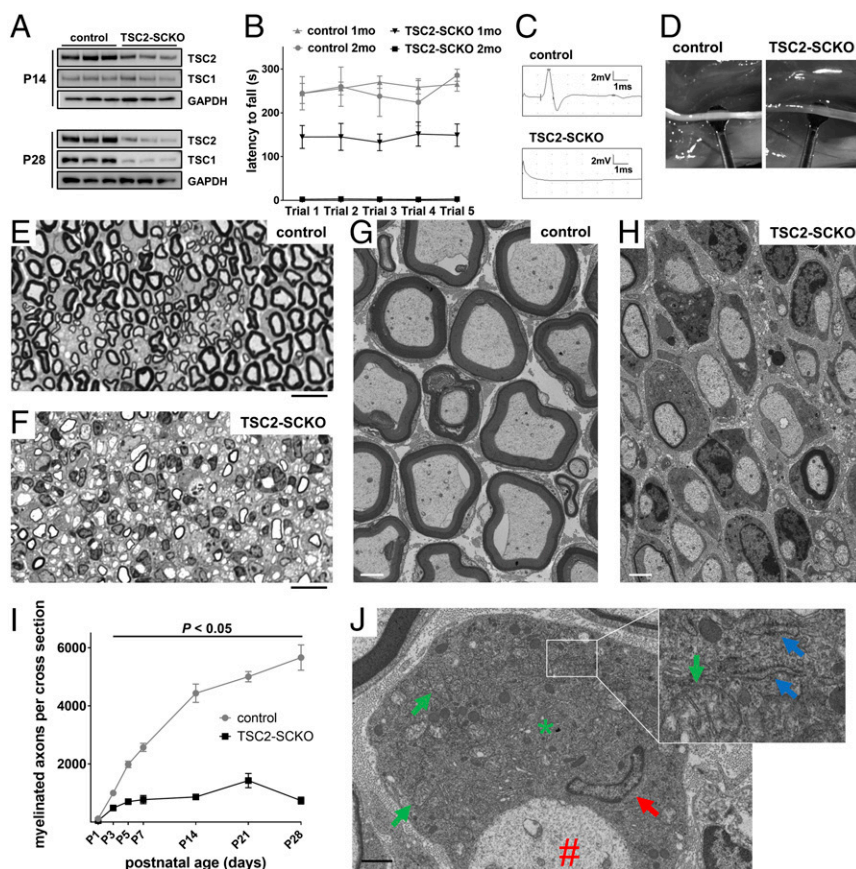 A
control TSC2-SCKO
P14
TSC2
TSC1
GAPDH
P28
TSC2
TSC1
GAPDH
B
control 1mo
control 2mo
TSC2-SCKO 1mo
TSC2-SCKO 2mo
latency to fall (s)
300
200
100
0
Trial 1 Trial 2 Trial 3 Trial 4 Trial 5
C
control
2mV
1ms
TSC2-SCKO
2mV
1ms
D
control TSC2-SCKO
E
control
F
TSC2-SCKO
G
control
H
TSC2-SCKO
I
P < 0.05
myelinated axons per cross section
6000
4000
2000
control
TSC2-SCKO
P1 P3 P5 P7 P14 P21 P28
postnatal age (days)
J
*
#